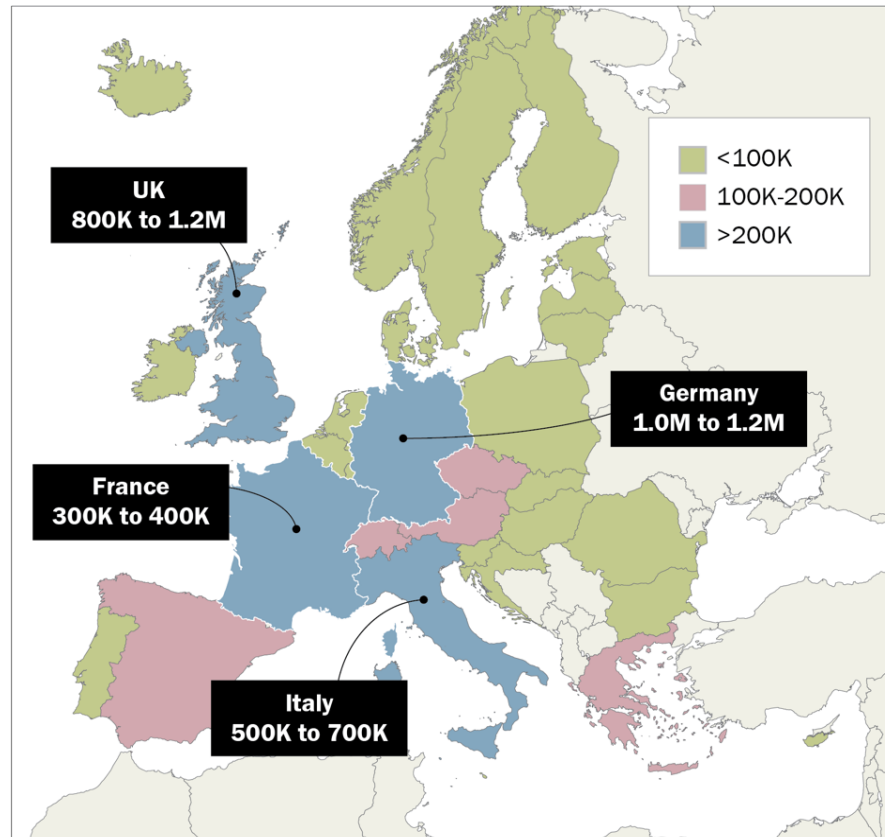 <100K
100K-200K
>200K
UK
800K to 1.2M
Germany
1.0M to 1.2M
France
300K to 400K
Italy
500K to 700K